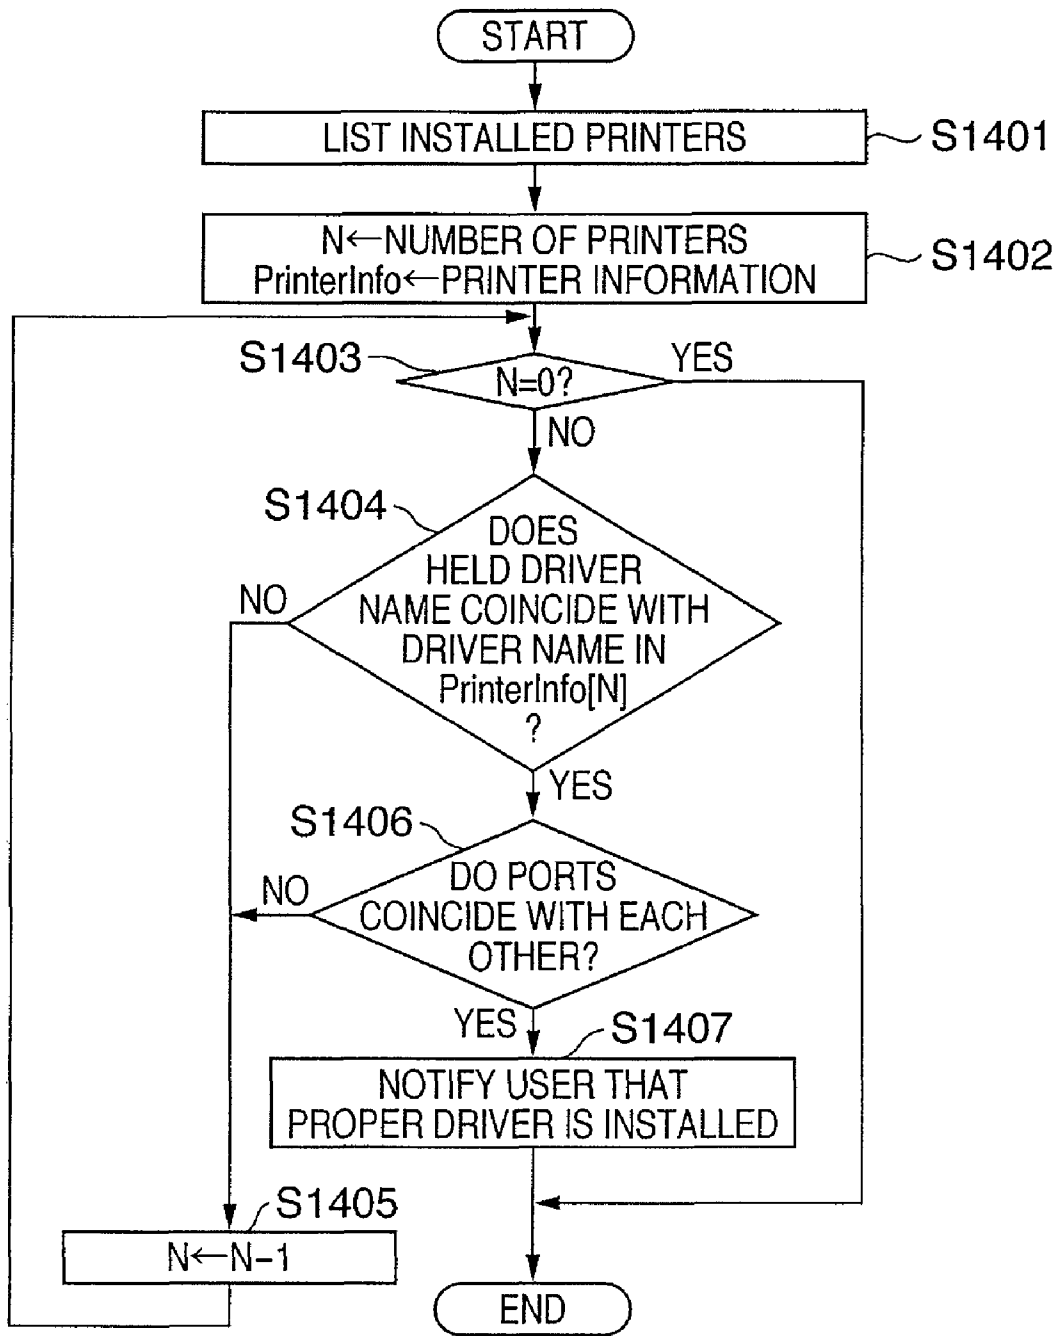 START
LIST INSTALLED PRINTERS
S1401
N←NUMBER OF PRINTERS
PrinterInfo←PRINTER INFORMATION
S1402
S1403
N=0?
YES
NO
S1404
DOES
HELD DRIVER
NAME COINCIDE WITH
DRIVER NAME IN
PrinterInfo[N]
?
NO
YES
S1406
DO PORTS
COINCIDE WITH EACH
OTHER?
NO
YES
S1407
NOTIFY USER THAT
PROPER DRIVER IS INSTALLED
S1405
N←N-1
END